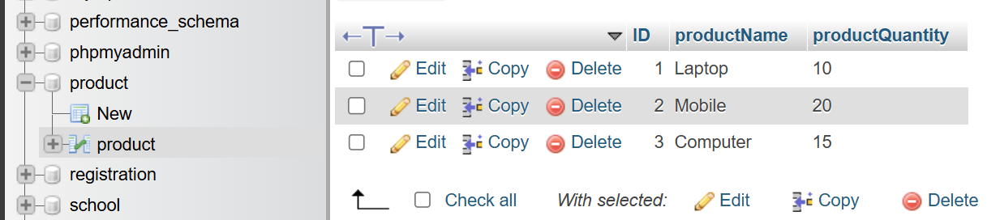 performance_schema
phpmyadmin
product
New
product
registration
school
ID productName productQuantity
Edit Copy Delete 1 Laptop 10
Edit Copy Delete 2 Mobile 20
Edit Copy Delete 3 Computer 15
Check all With selected: Edit Copy Delete